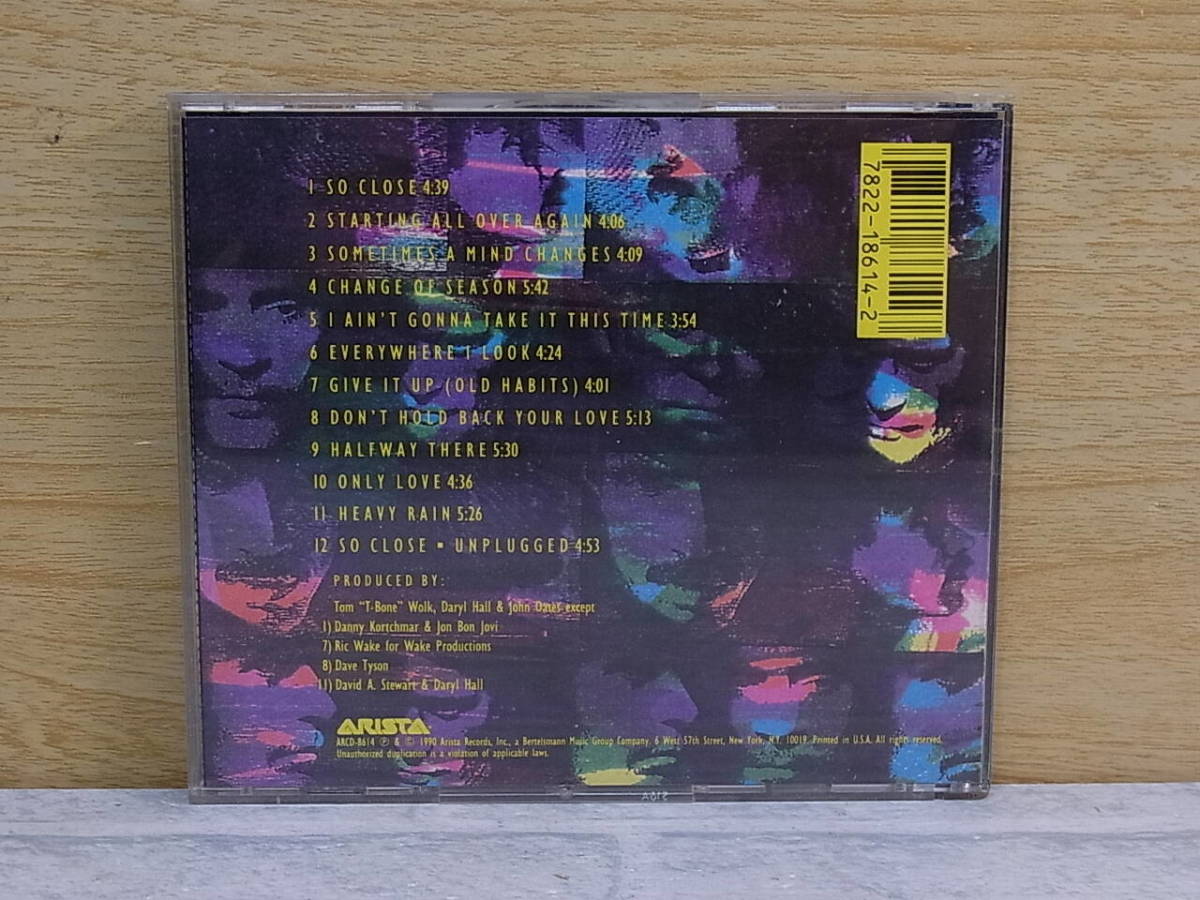 1 SO CLOSE 4:39
2 STARTING ALL OVER AGAIN 4:06
3 SOMETIMES A MIND CHANGES 4:09
4 CHANGE OF SEASON 5:42
5 I AIN'T GONNA TAKE IT THIS TIME 3:54
6 EVERYWHERE I LOOK 4:24
7 GIVE IT UP (OLD HABITS) 4:01
8 DON'T HOLD BACK YOUR LOVE 5:13
9 HALFWAY THERE 5:30
10 ONLY LOVE 4:36
11 HEAVY RAIN 5:26
12 SO CLOSE ▪ UNPLUGGED 4:53
PRODUCED BY:
Tom "T-Bone" Wolk, Daryl Hall & John Oates except
1) Danny Kortchmar & Jon Bon Jovi
7) Ric Wake for Wake Productions
8) Dave Tyson
11) David A. Stewart & Daryl Hall
ARISTA
ARCD-8614 Ⓟ & © 1990 Arista Records, Inc., a Bertelsmann Music Group Company. 6 West 57th Street, New York, N.Y. 10019. Printed in U.S.A. All rights reserved.
Unauthorized duplication is a violation of applicable laws.
7822-18614-2